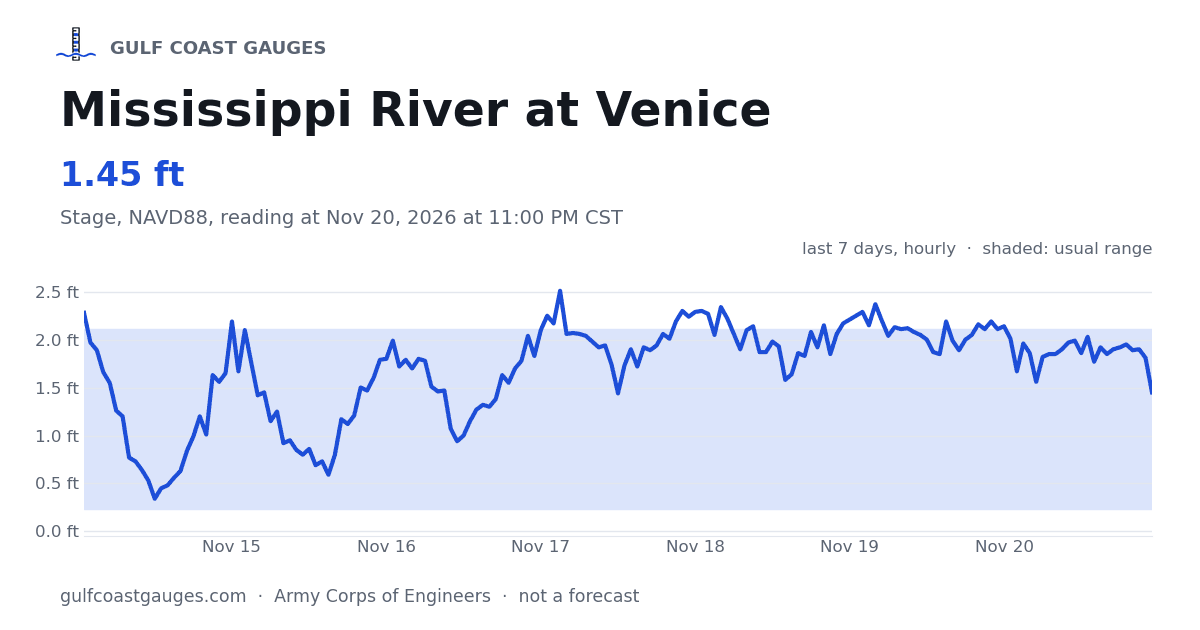 GULF COAST GAUGES
Mississippi River at Venice
1.45 ft
Stage, NAVD88, reading at Nov 20, 2026 at 11:00 PM CST
last 7 days, hourly · shaded: usual range
2.5 ft
2.0 ft
1.5 ft
1.0 ft
0.5 ft
0.0 ft
Nov 15 Nov 16 Nov 17 Nov 18 Nov 19 Nov 20
gulfcoastgauges.com · Army Corps of Engineers · not a forecast